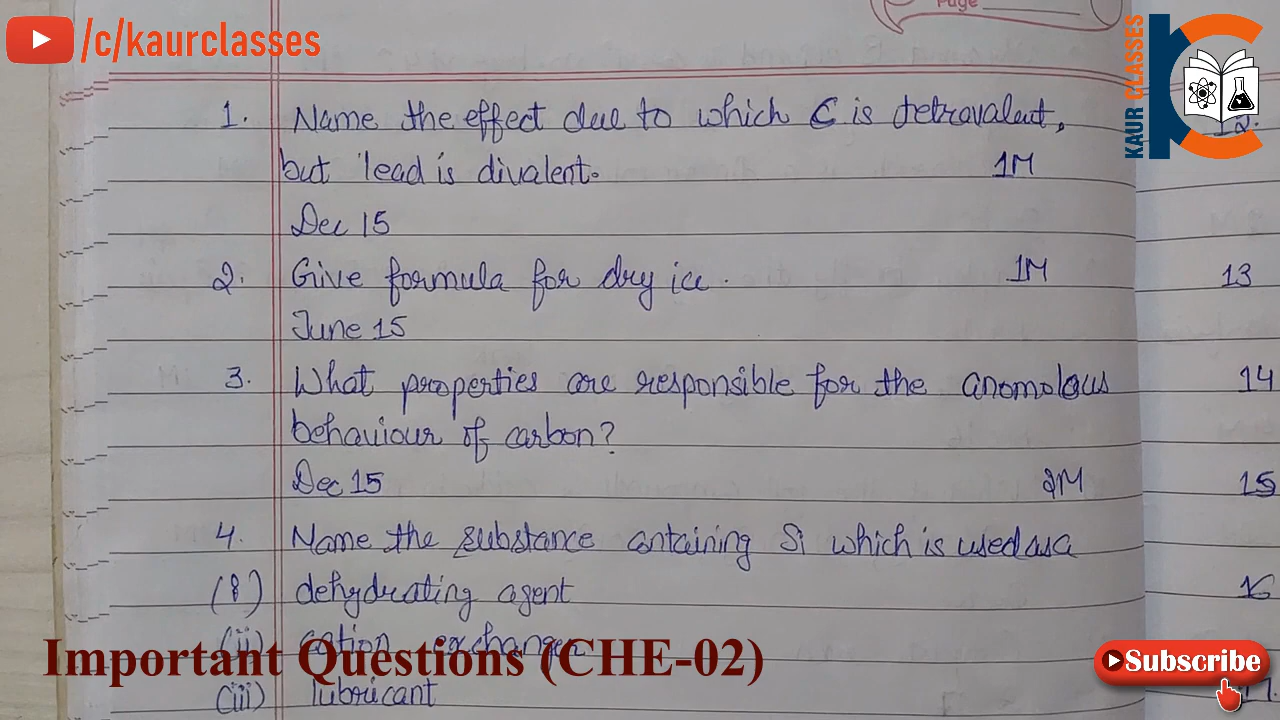 /c/kaurclasses
Page
KAUR CLASSES
1. Name the effect due to which C is tetravalent,
but lead is divalent. 1M
Dec 15
2. Give formula for dry ice. 1M
June 15
3. What properties are responsible for the anomolous
behaviour of carbon?
Dec 15 2M
4. Name the substance containing Si which is used as a
(i) dehydrating agent
(ii) cation exchanger
(iii) lubricant
12.
13
14
15
16
17.
Important Questions (CHE-02)
Subscribe